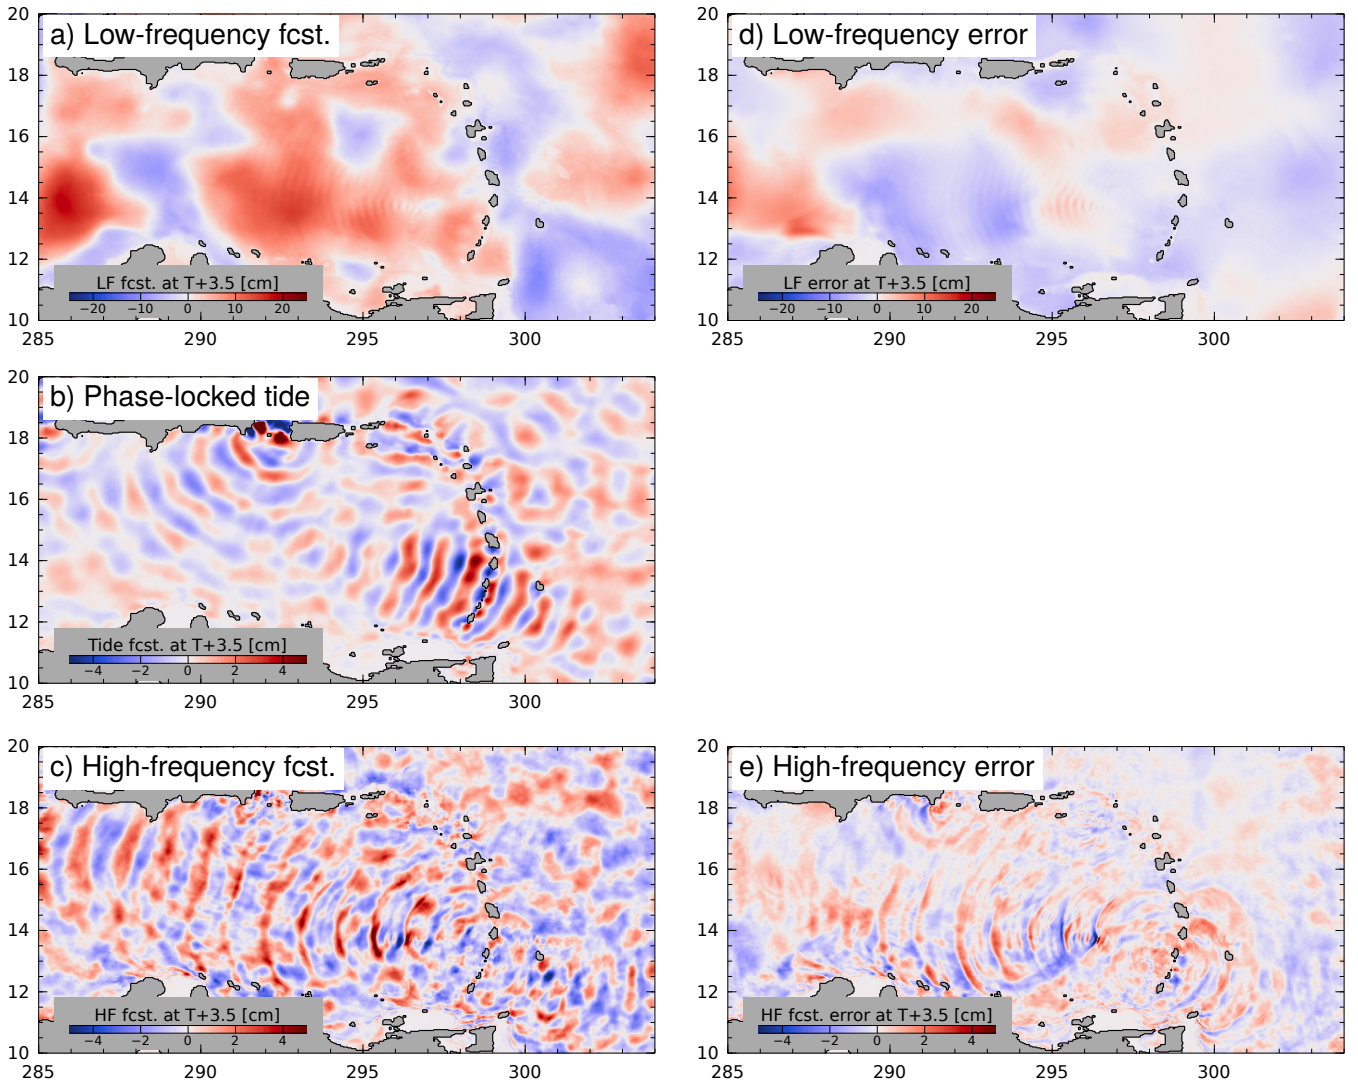 a) Low-frequency fcst.
20
18
16
14
12
10
LF fcst. at T+3.5 [cm]
−20 −10 0 10 20
285 290 295 300
d) Low-frequency error
20
18
16
14
12
10
LF error at T+3.5 [cm]
−20 −10 0 10 20
285 290 295 300
b) Phase-locked tide
20
18
16
14
12
10
Tide fcst. at T+3.5 [cm]
−4 −2 0 2 4
285 290 295 300
c) High-frequency fcst.
20
18
16
14
12
10
HF fcst. at T+3.5 [cm]
−4 −2 0 2 4
285 290 295 300
e) High-frequency error
20
18
16
14
12
10
HF fcst. error at T+3.5 [cm]
−4 −2 0 2 4
285 290 295 300